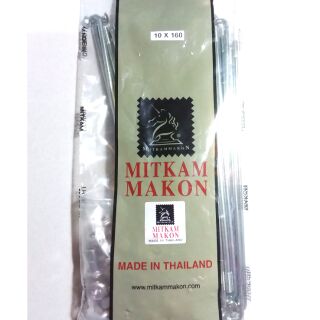 10 X 160
MITKAMMAKON
MITKAM
MAKON
MITKAM
MAKON
MADE IN THAILAND
MADE IN THAILAND
www.mitkammakon.com